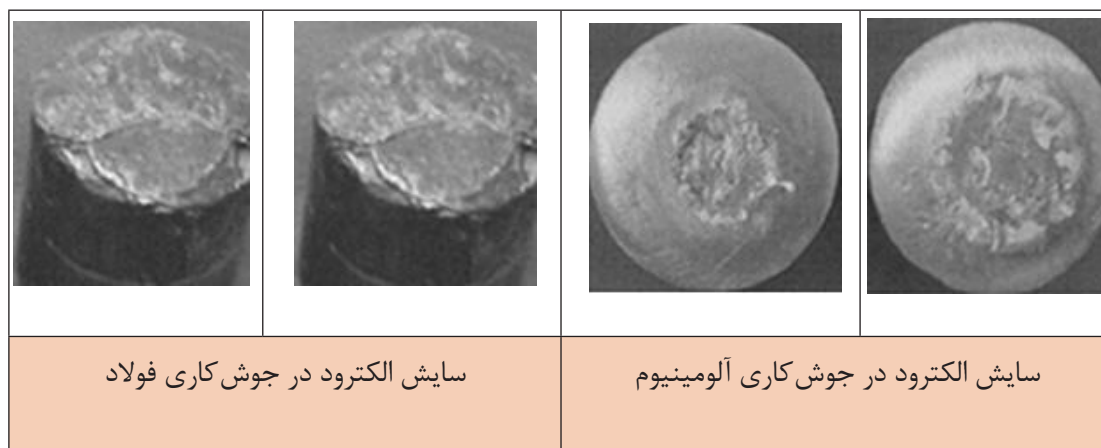 سایش الکترود در جوش‌کاری آلومینیوم
سایش الکترود در جوش‌کاری فولاد